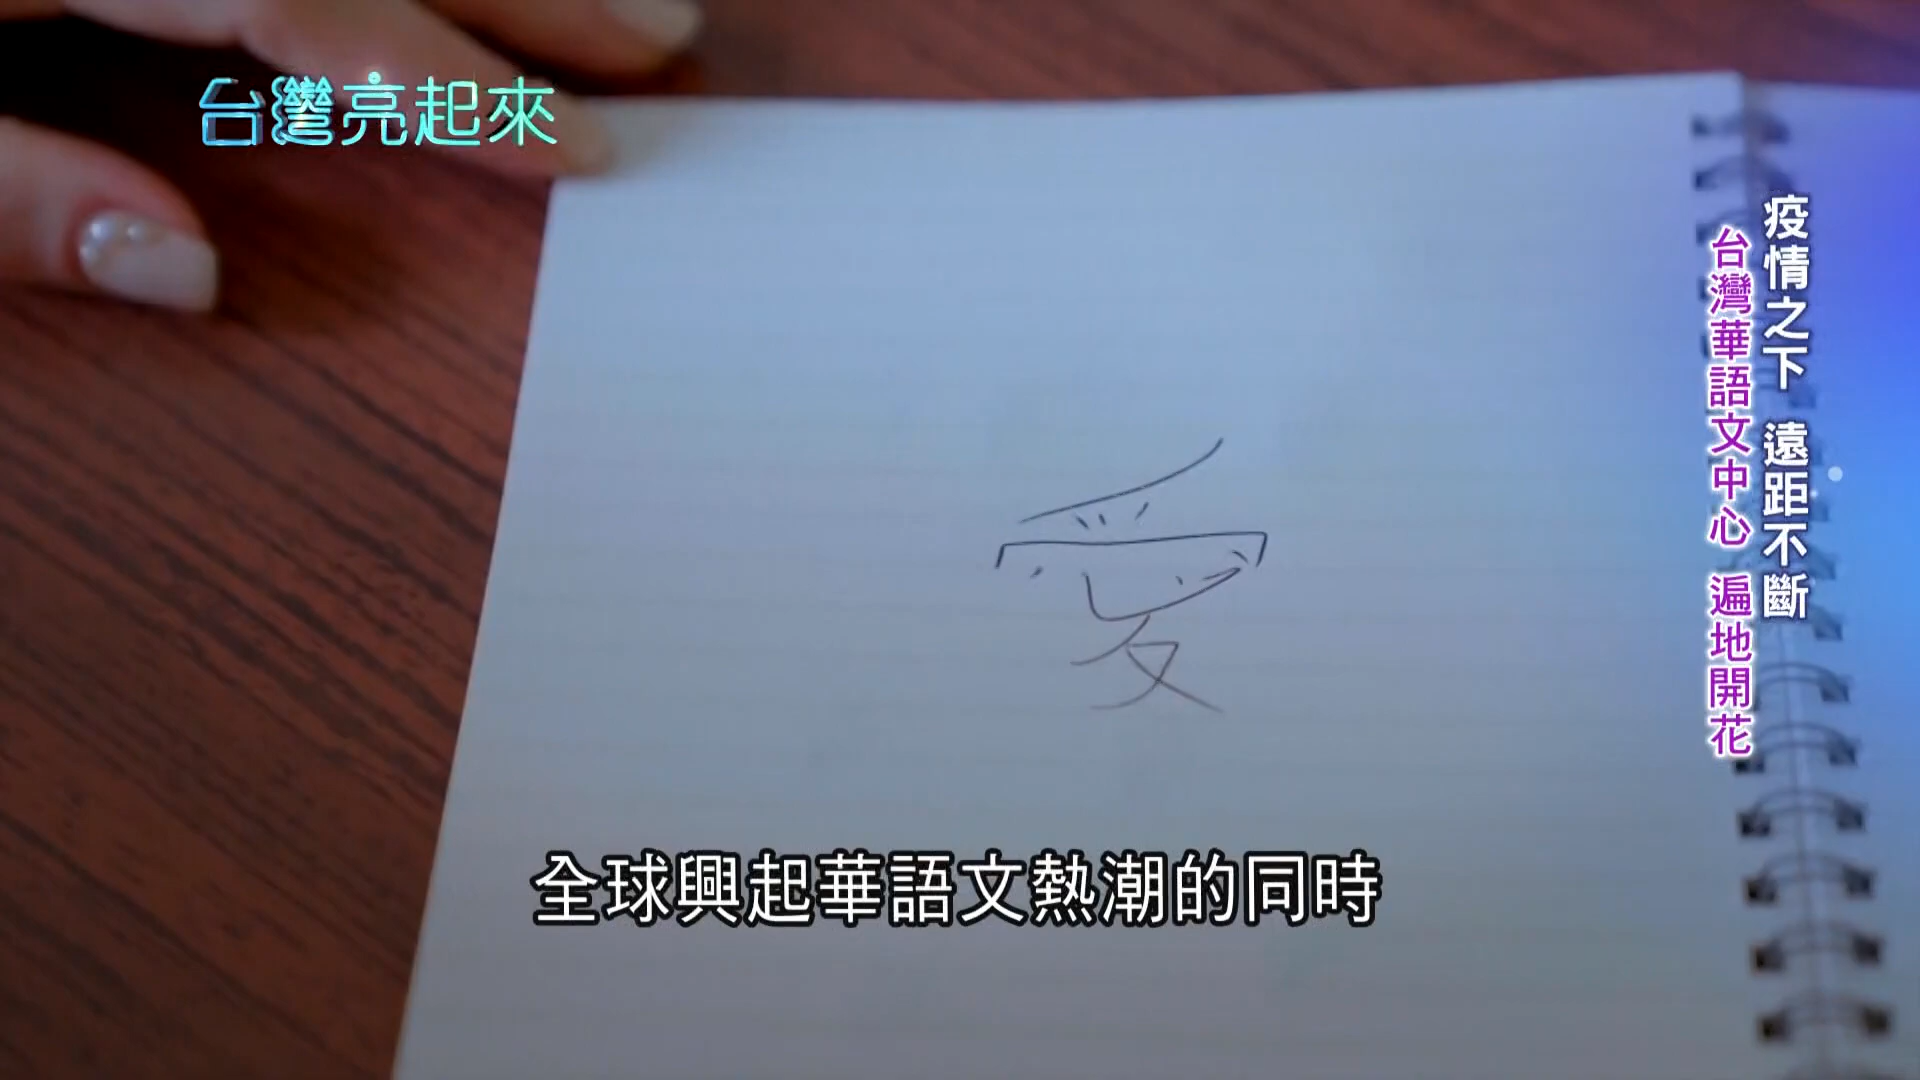 台灣亮起來
疫情之下 遠距不斷
台灣華語文中心 遍地開花
愛
全球興起華語文熱潮的同時